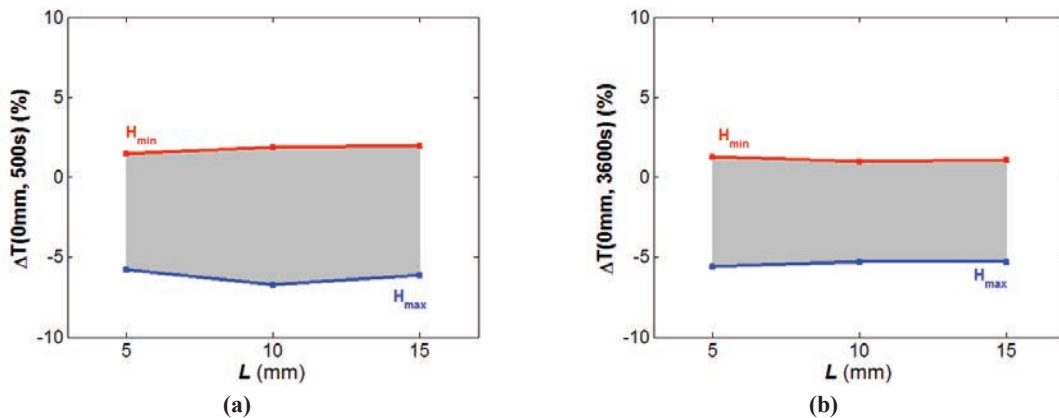 10
5
0
-5
-10
ΔT(0mm, 500s) (%)
H_min
H_max
5 10 15
L (mm)
(a)
10
5
0
-5
-10
ΔT(0mm, 3600s) (%)
H_min
H_max
5 10 15
L (mm)
(b)